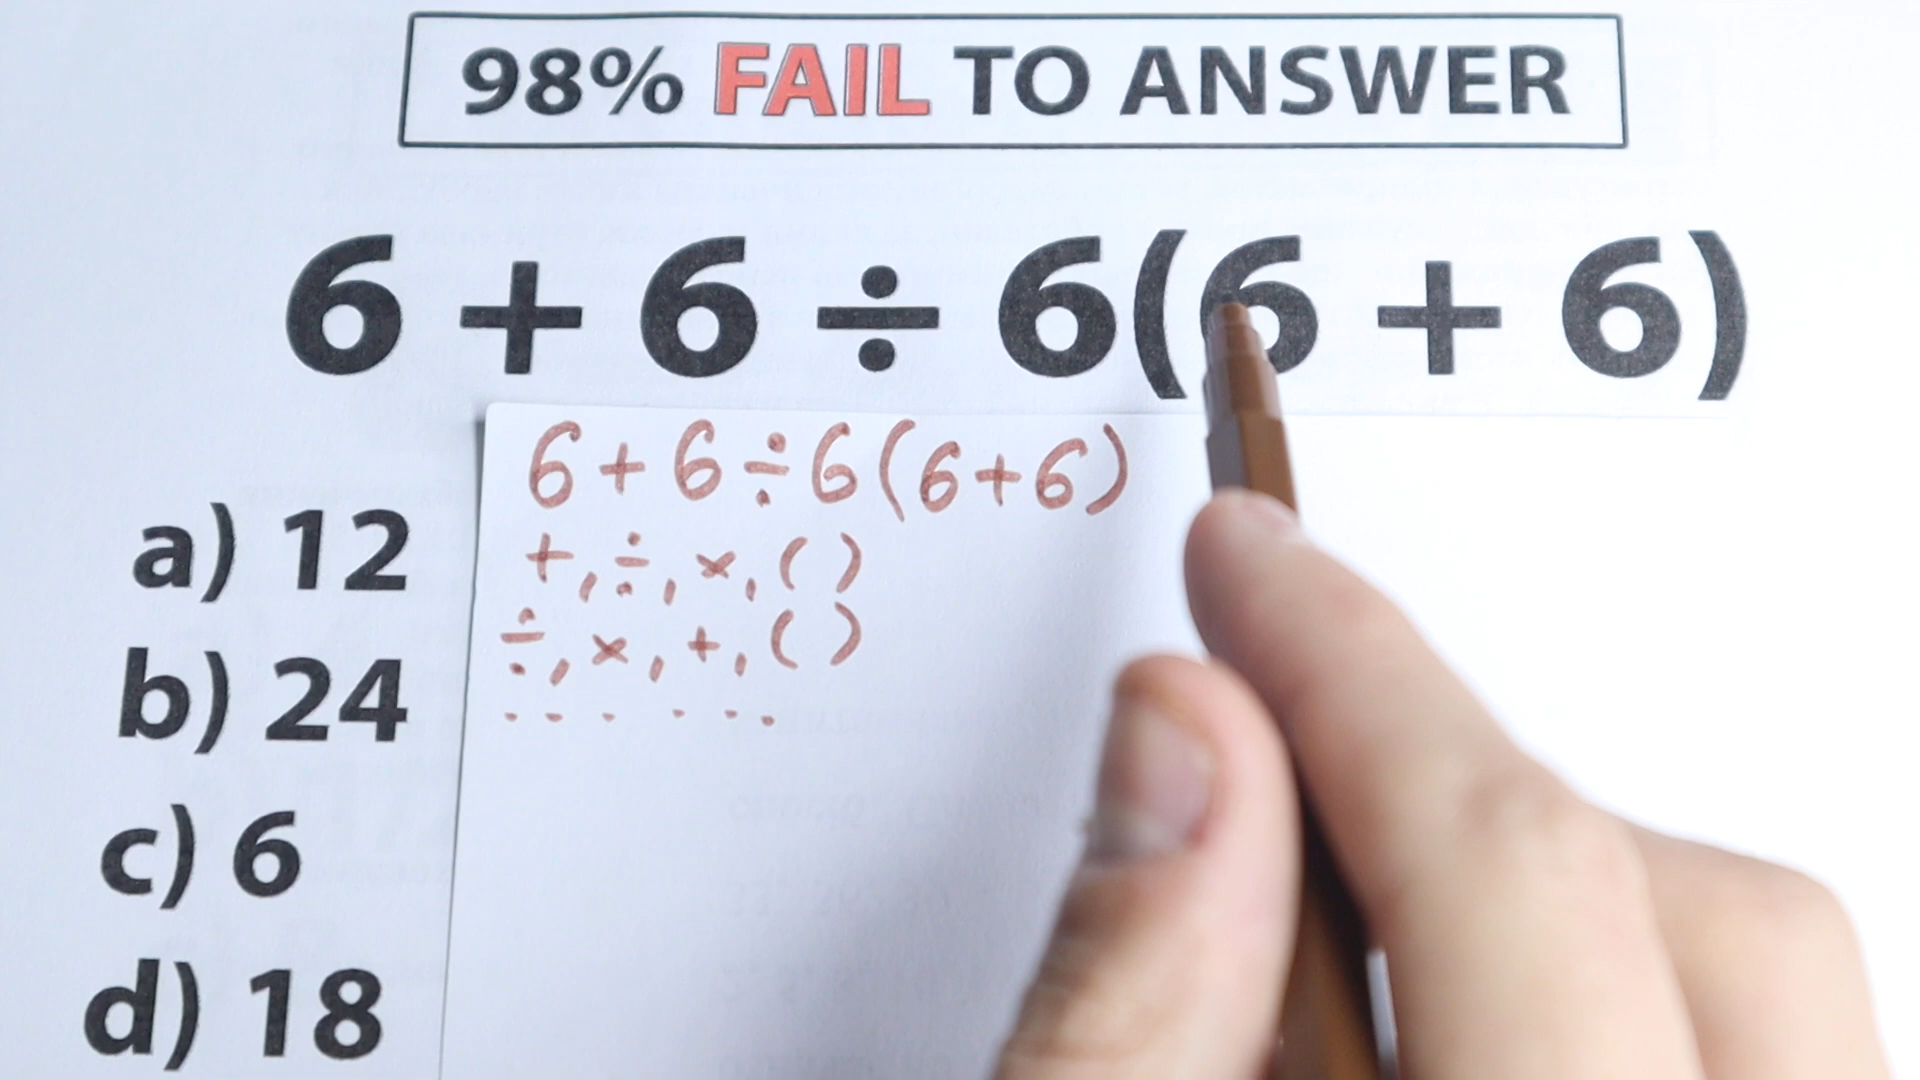 98% FAIL TO ANSWER
6 + 6 ÷ 6(6 + 6)
6 + 6 ÷ 6 (6+6)
+, ÷, ×, ( )
÷, ×, +, ( )
a) 12
b) 24
c) 6
d) 18